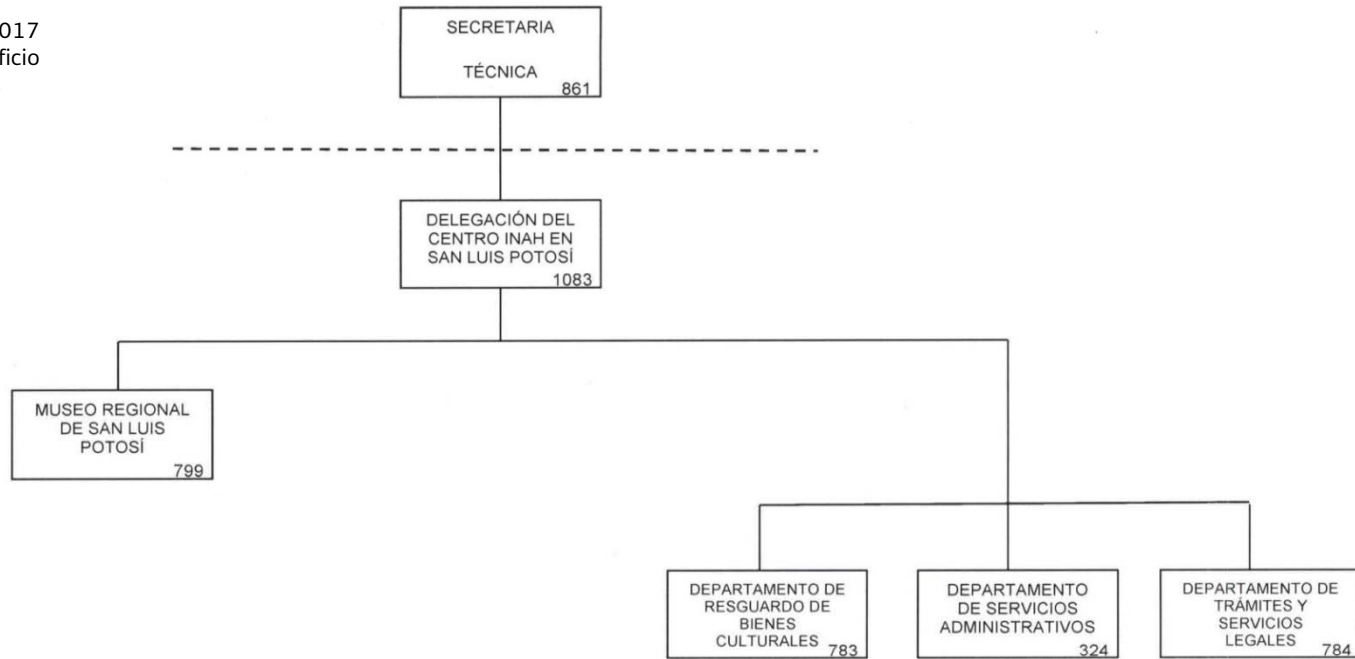 017
ficio
SECRETARIA
TÉCNICA
861
DELEGACIÓN DEL
CENTRO INAH EN
SAN LUIS POTOSÍ
1083
MUSEO REGIONAL
DE SAN LUIS
POTOSÍ
799
DEPARTAMENTO DE
RESGUARDO DE
BIENES
CULTURALES
783
DEPARTAMENTO
DE SERVICIOS
ADMINISTRATIVOS
324
DEPARTAMENTO DE
TRÁMITES Y
SERVICIOS
LEGALES
784